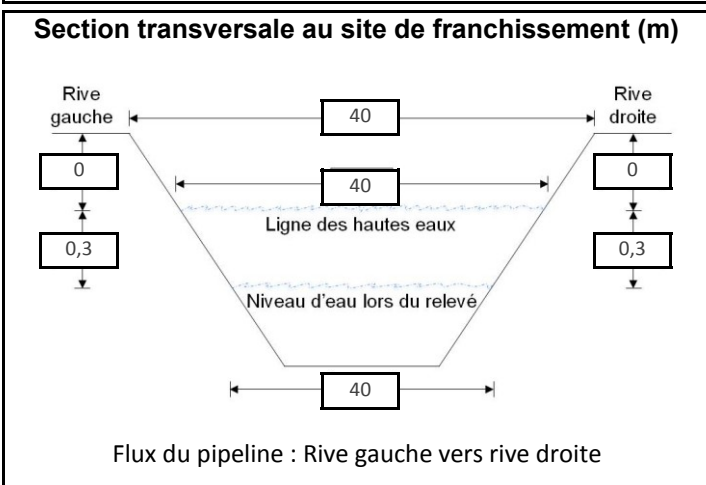 Section transversale au site de franchissement (m)
Rive
gauche
40
Rive
droite
0
40
0
Ligne des hautes eaux
0,3
0,3
Niveau d'eau lors du relevé
40
Flux du pipeline : Rive gauche vers rive droite